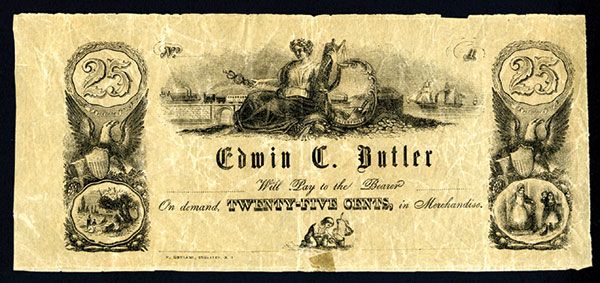 No. A
25 25
Edwin C. Butler
Will Pay to the Bearer
On demand, TWENTY-FIVE CENTS, in Merchandise.